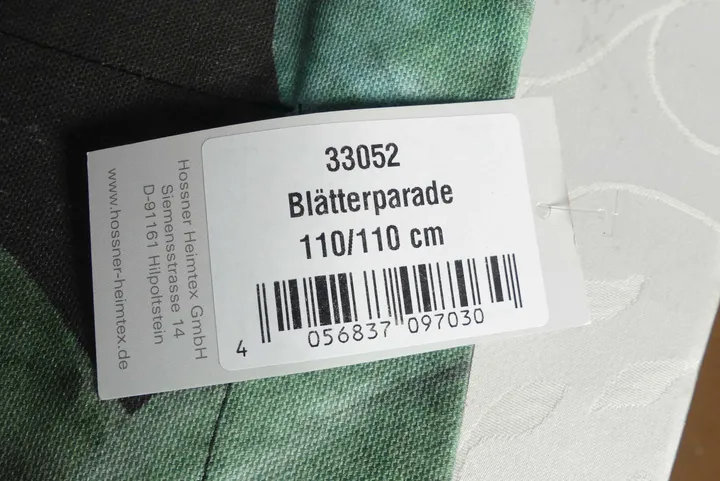 33052
Blätterparade
110/110 cm
4 056837 097030
Hossner Heimtex GmbH
Siemensstrasse 14
D-91161 Hilpoltstein
www.hossner-heimtex.de